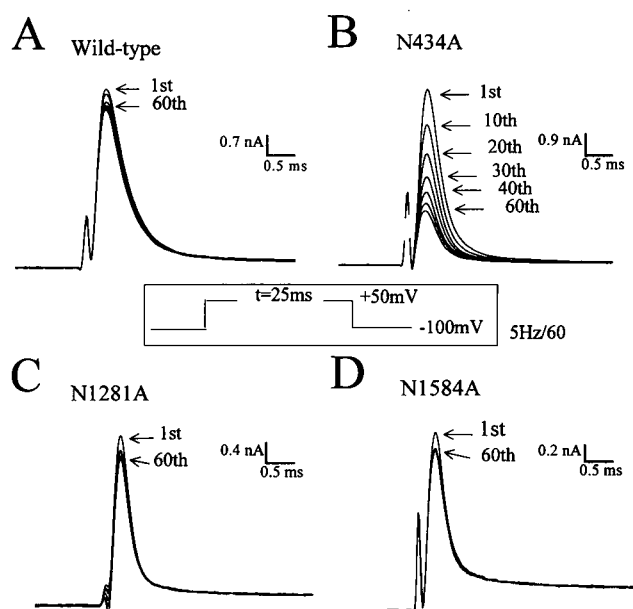 A
Wild-type
1st
60th
0.7 nA
0.5 ms
B
N434A
1st
10th
20th
30th
40th
60th
0.9 nA
0.5 ms
t=25ms
+50mV
-100mV
5Hz/60
C
N1281A
1st
60th
0.4 nA
0.5 ms
D
N1584A
1st
60th
0.2 nA
0.5 ms